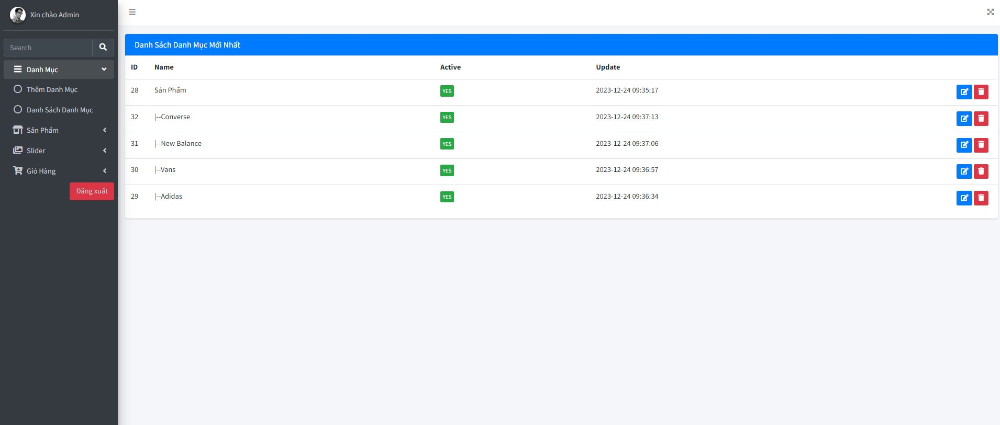 Xin chào Admin
Search
Danh Mục
Thêm Danh Mục
Danh Sách Danh Mục
Sản Phẩm
Slider
Giỏ Hàng
Đăng xuất
Danh Sách Danh Mục Mới Nhất
ID Name Active Update
28 Sản Phẩm YES 2023-12-24 09:35:17
32 |--Converse YES 2023-12-24 09:37:13
31 |--New Balance YES 2023-12-24 09:37:06
30 |--Vans YES 2023-12-24 09:36:57
29 |--Adidas YES 2023-12-24 09:36:34